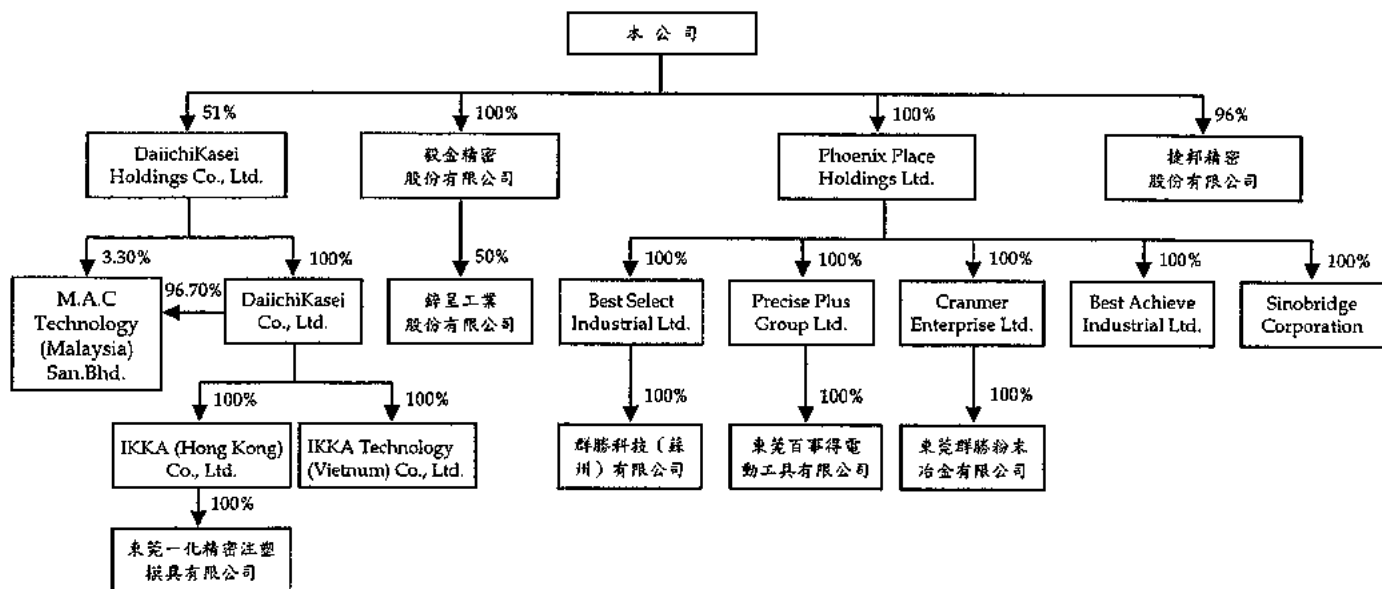 本公司
51%
100%
100%
96%
DaiichiKasei
Holdings Co., Ltd.
毅金精密
股份有限公司
Phoenix Place
Holdings Ltd.
捷邦精密
股份有限公司
3.30%
100%
50%
100%
100%
100%
100%
100%
M.A.C
Technology
(Malaysia)
San.Bhd.
96.70%
DaiichiKasei
Co., Ltd.
鋅呈工業
股份有限公司
Best Select
Industrial Ltd.
Precise Plus
Group Ltd.
Cranmer
Enterprise Ltd.
Best Achieve
Industrial Ltd.
Sinobridge
Corporation
100%
100%
100%
100%
100%
IKKA (Hong Kong)
Co., Ltd.
IKKA Technology
(Vietnum) Co., Ltd.
群勝科技（蘇
州）有限公司
東莞百事得電
動工具有限公司
東莞群勝粉末
冶金有限公司
100%
東莞一化精密注塑
模具有限公司